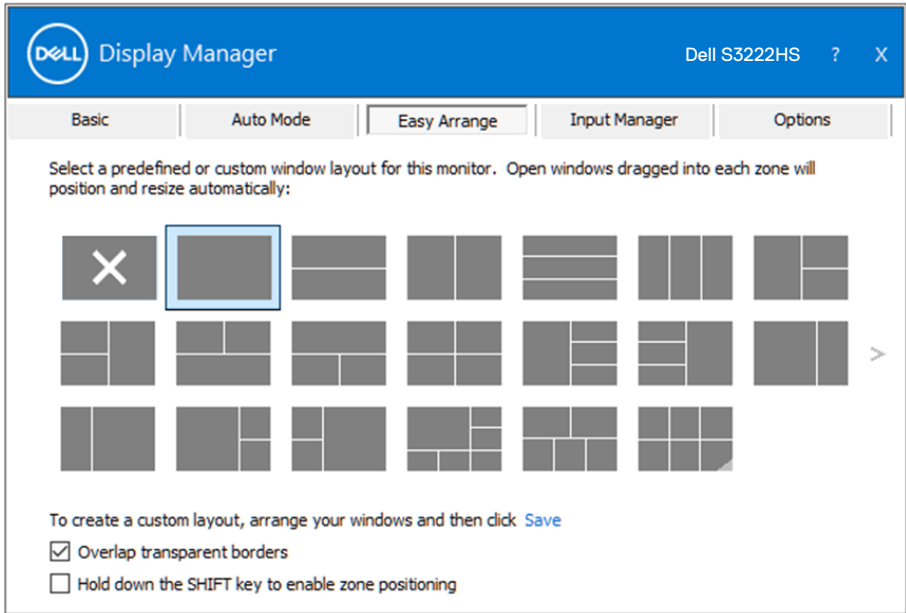 DELL Display Manager Dell S3222HS ? X
Basic Auto Mode Easy Arrange Input Manager Options
Select a predefined or custom window layout for this monitor. Open windows dragged into each zone will
position and resize automatically:
>
To create a custom layout, arrange your windows and then click Save
Overlap transparent borders
Hold down the SHIFT key to enable zone positioning